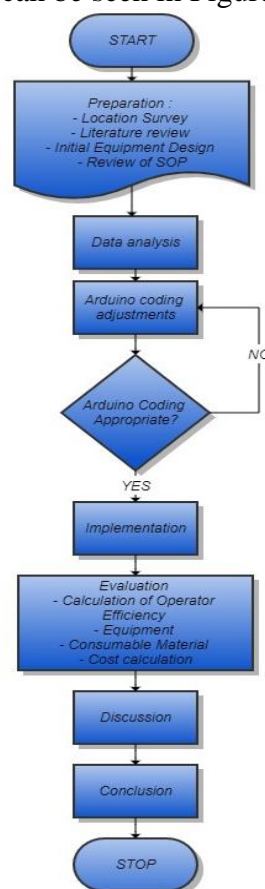 can be seen in Figure
START
Preparation :
- Location Survey
- Literature review
- Initial Equipment Design
- Review of SOP
Data analysis
Arduino coding
adjustments
NO
Arduino Coding
Appropriate?
YES
Implementation
Evaluation
- Calculation of Operator
Efficiency
- Equipment
- Consumable Material
- Cost calculation
Discussion
Conclusion
STOP